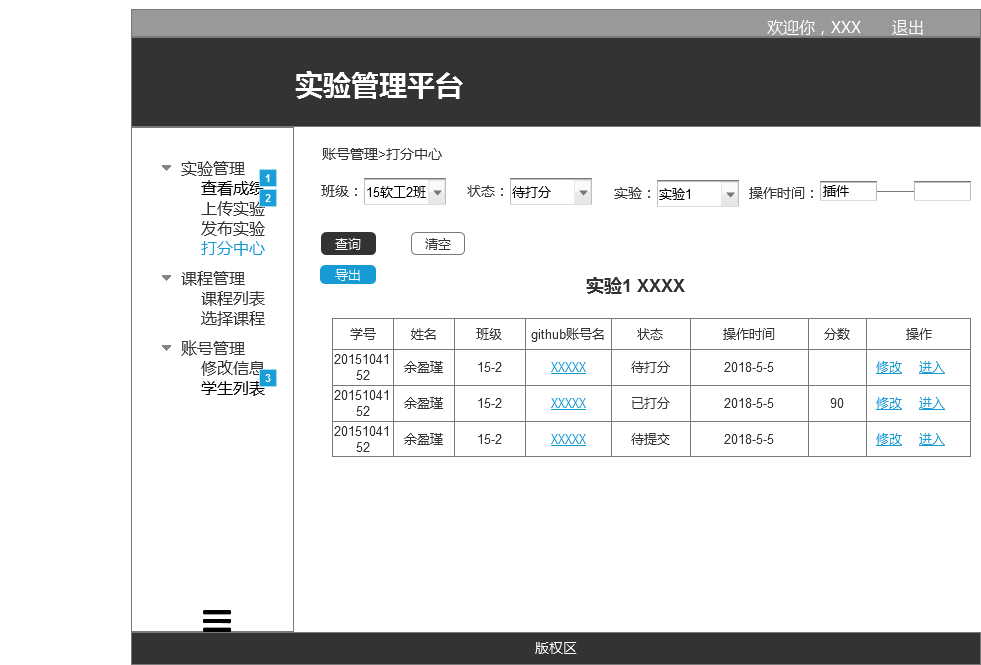 欢迎你，XXX 退出
实验管理平台
实验管理
查看成绩 1
上传实验 2
发布实验
打分中心
课程管理
课程列表
选择课程
账号管理
修改信息
学生列表 3
账号管理>打分中心
班级： 15软工2班 状态： 待打分 实验： 实验1 操作时间： 插件
查询 清空
导出
实验1 XXXX
学号 姓名 班级 github账号名 状态 操作时间 分数 操作
2015104152 余盈瑾 15-2 XXXXX 待打分 2018-5-5 修改 进入
2015104152 余盈瑾 15-2 XXXXX 已打分 2018-5-5 90 修改 进入
2015104152 余盈瑾 15-2 XXXXX 待提交 2018-5-5 修改 进入
版权区